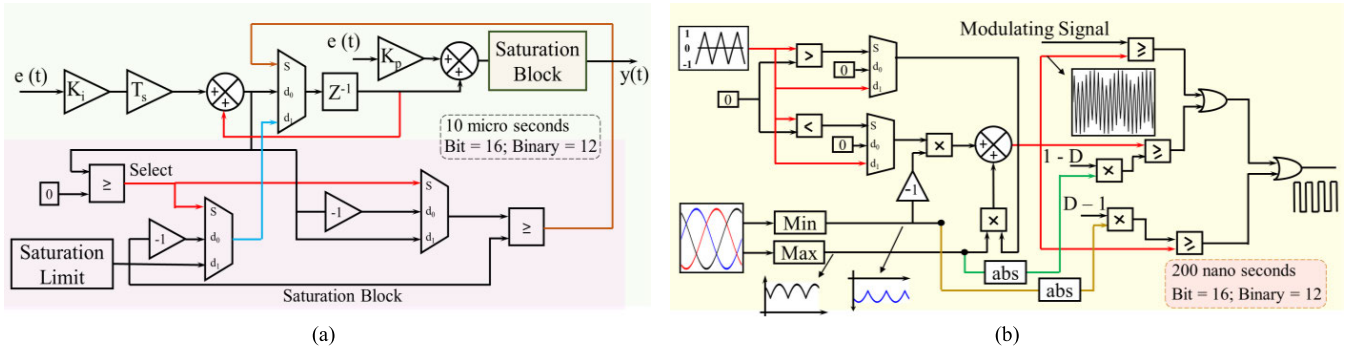 e (t)
K_i
T_s
+
+
S
d_0
d_1
Z^-1
e (t)
K_p
+
+
Saturation
Block
y(t)
10 micro seconds
Bit = 16; Binary = 12
0
≥
Select
-1
S
d_0
d_1
Saturation
Limit
-1
S
d_0
d_1
≥
Saturation Block
(a)
1
0
-1
0
>
0
S
d_0
d_1
<
0
S
d_0
d_1
×
-1
+
+
×
Min
Max
abs
abs
Modulating Signal
≥
1 - D
×
≥
D – 1
×
≥
200 nano seconds
Bit = 16; Binary = 12
(b)